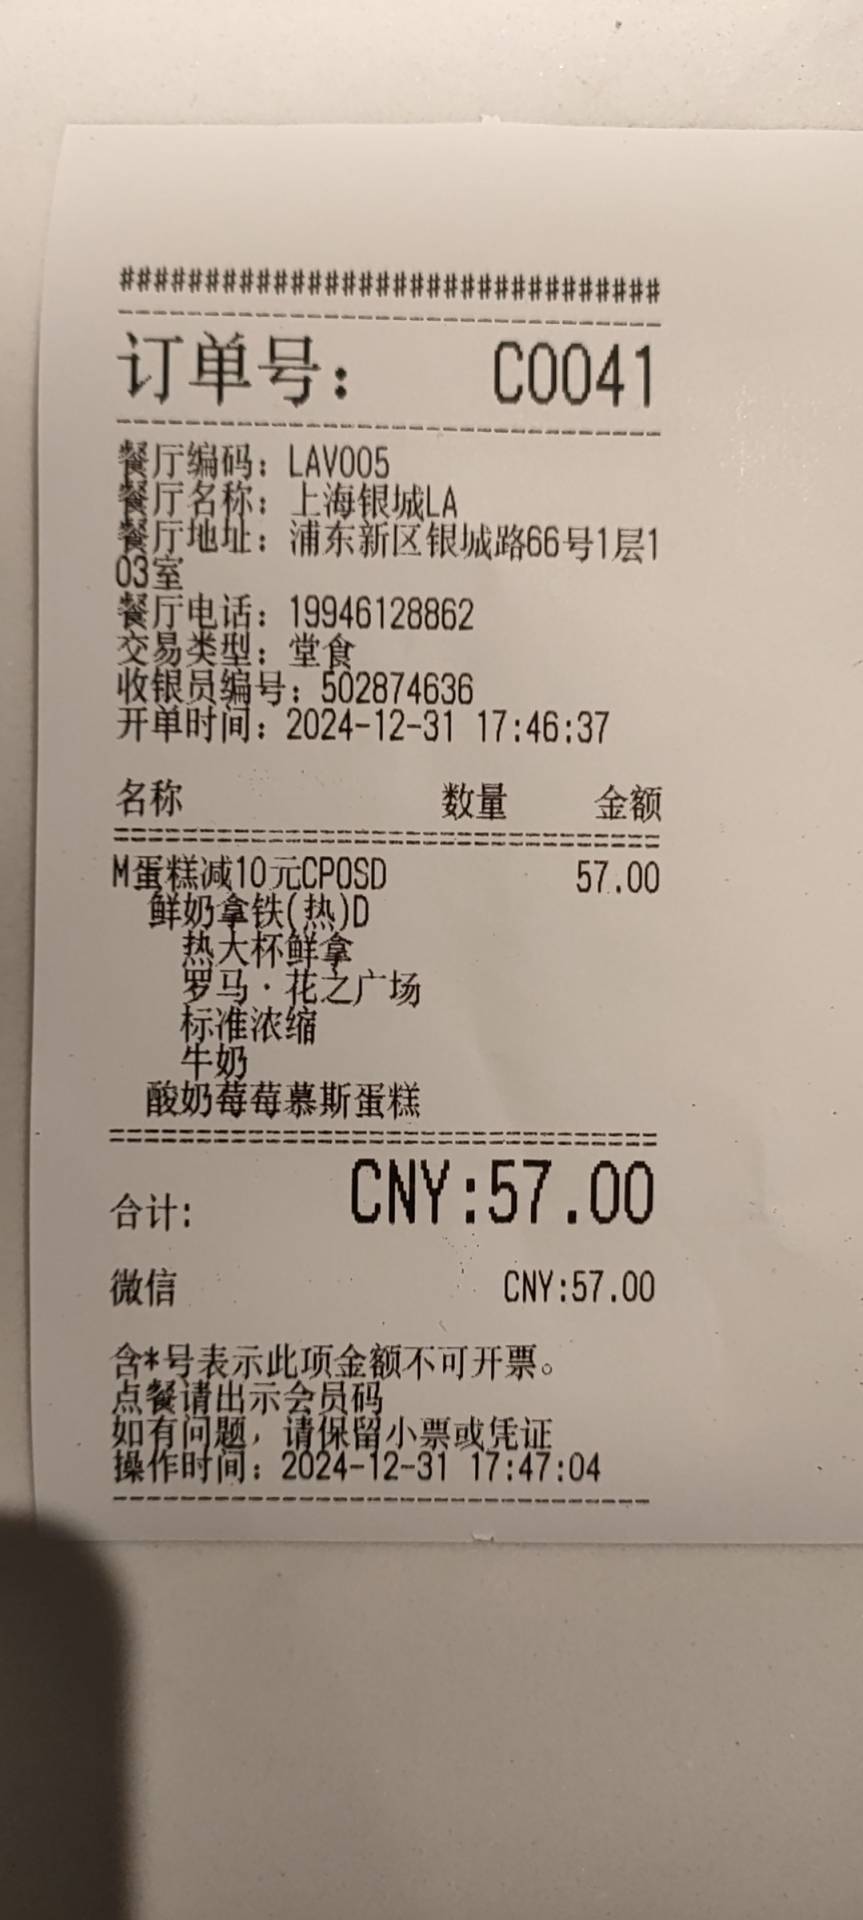 ################################
订单号： C0041
餐厅编码：LAV005
餐厅名称：上海银城LA
餐厅地址：浦东新区银城路66号1层1
03室
餐厅电话：19946128862
交易类型：堂食
收银员编号：502874636
开单时间：2024-12-31 17:46:37
名称 数量 金额
M蛋糕减10元CPOSD 57.00
鲜奶拿铁(热)D
热大杯鲜拿
罗马·花之广场
标准浓缩
牛奶
酸奶莓莓慕斯蛋糕
合计: CNY:57.00
微信 CNY:57.00
含*号表示此项金额不可开票。
点餐请出示会员码
如有问题，请保留小票或凭证
操作时间：2024-12-31 17:47:04